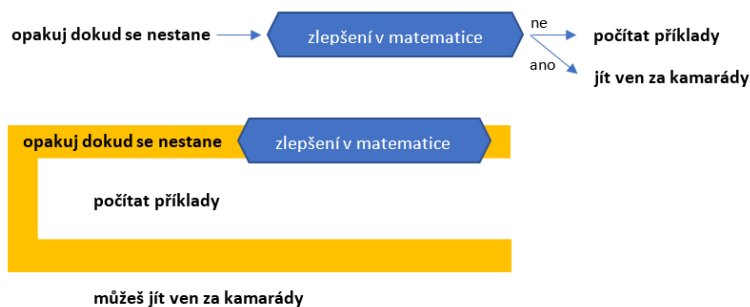 opakuj dokud se nestane zlepšení v matematice ne počítat příklady
ano jít ven za kamarády
opakuj dokud se nestane zlepšení v matematice
počítat příklady
můžeš jít ven za kamarády